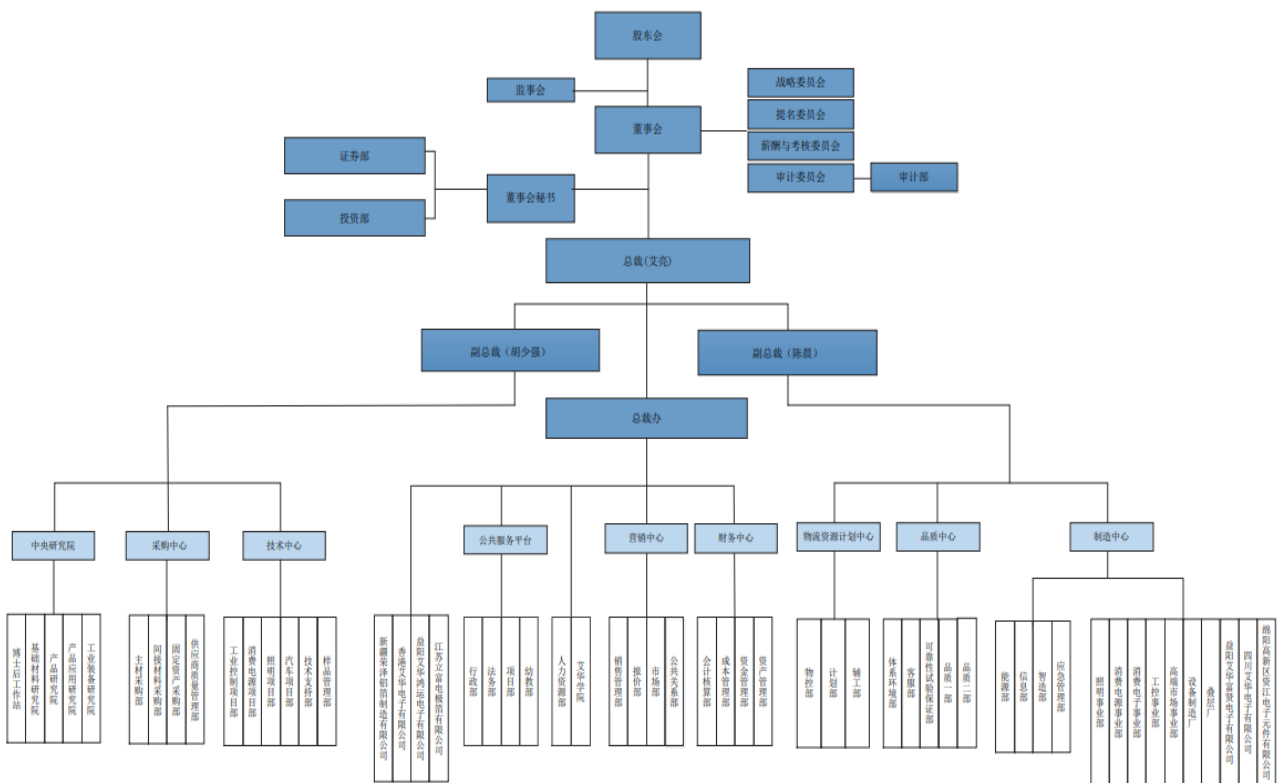 股东会
监事会
战略委员会
提名委员会
董事会
薪酬与考核委员会
证券部
审计委员会
审计部
董事会秘书
投资部
总裁(艾亮)
副总裁（胡少强）
副总裁（陈晨）
总裁办
中央研究院
采购中心
技术中心
公共服务平台
营销中心
财务中心
物流资源计划中心
品质中心
制造中心
博士后工作站
基础材料研究院
产品研究院
产品应用研究院
工业装备研究院
主材采购部
间接材料采购部
固定资产采购部
供应商质量管理部
工业控制项目部
消费电源项目部
照明项目部
汽车项目部
技术支持部
样品管理部
新疆荣泽铝箔制造有限公司
香港艾华电子有限公司
益阳艾华鸿运电子有限公司
江苏立富电极箔有限公司
行政部
法务部
项目部
幼教部
人力资源部
艾华学院
销售管理部
报价部
市场部
公共关系部
会计核算部
成本管理部
资金管理部
资产管理部
物控部
计划部
辅工部
体系环境部
客服部
可靠性试验保证部
品质一部
品质二部
能源部
信息部
智造部
应急管理部
照明事业部
消费电源事业部
消费电子事业部
工控事业部
高端市场事业部
设备制造厂
叠层厂
益阳艾华富贤电子有限公司
四川艾华电子有限公司
绵阳高新区资江电子元件有限公司